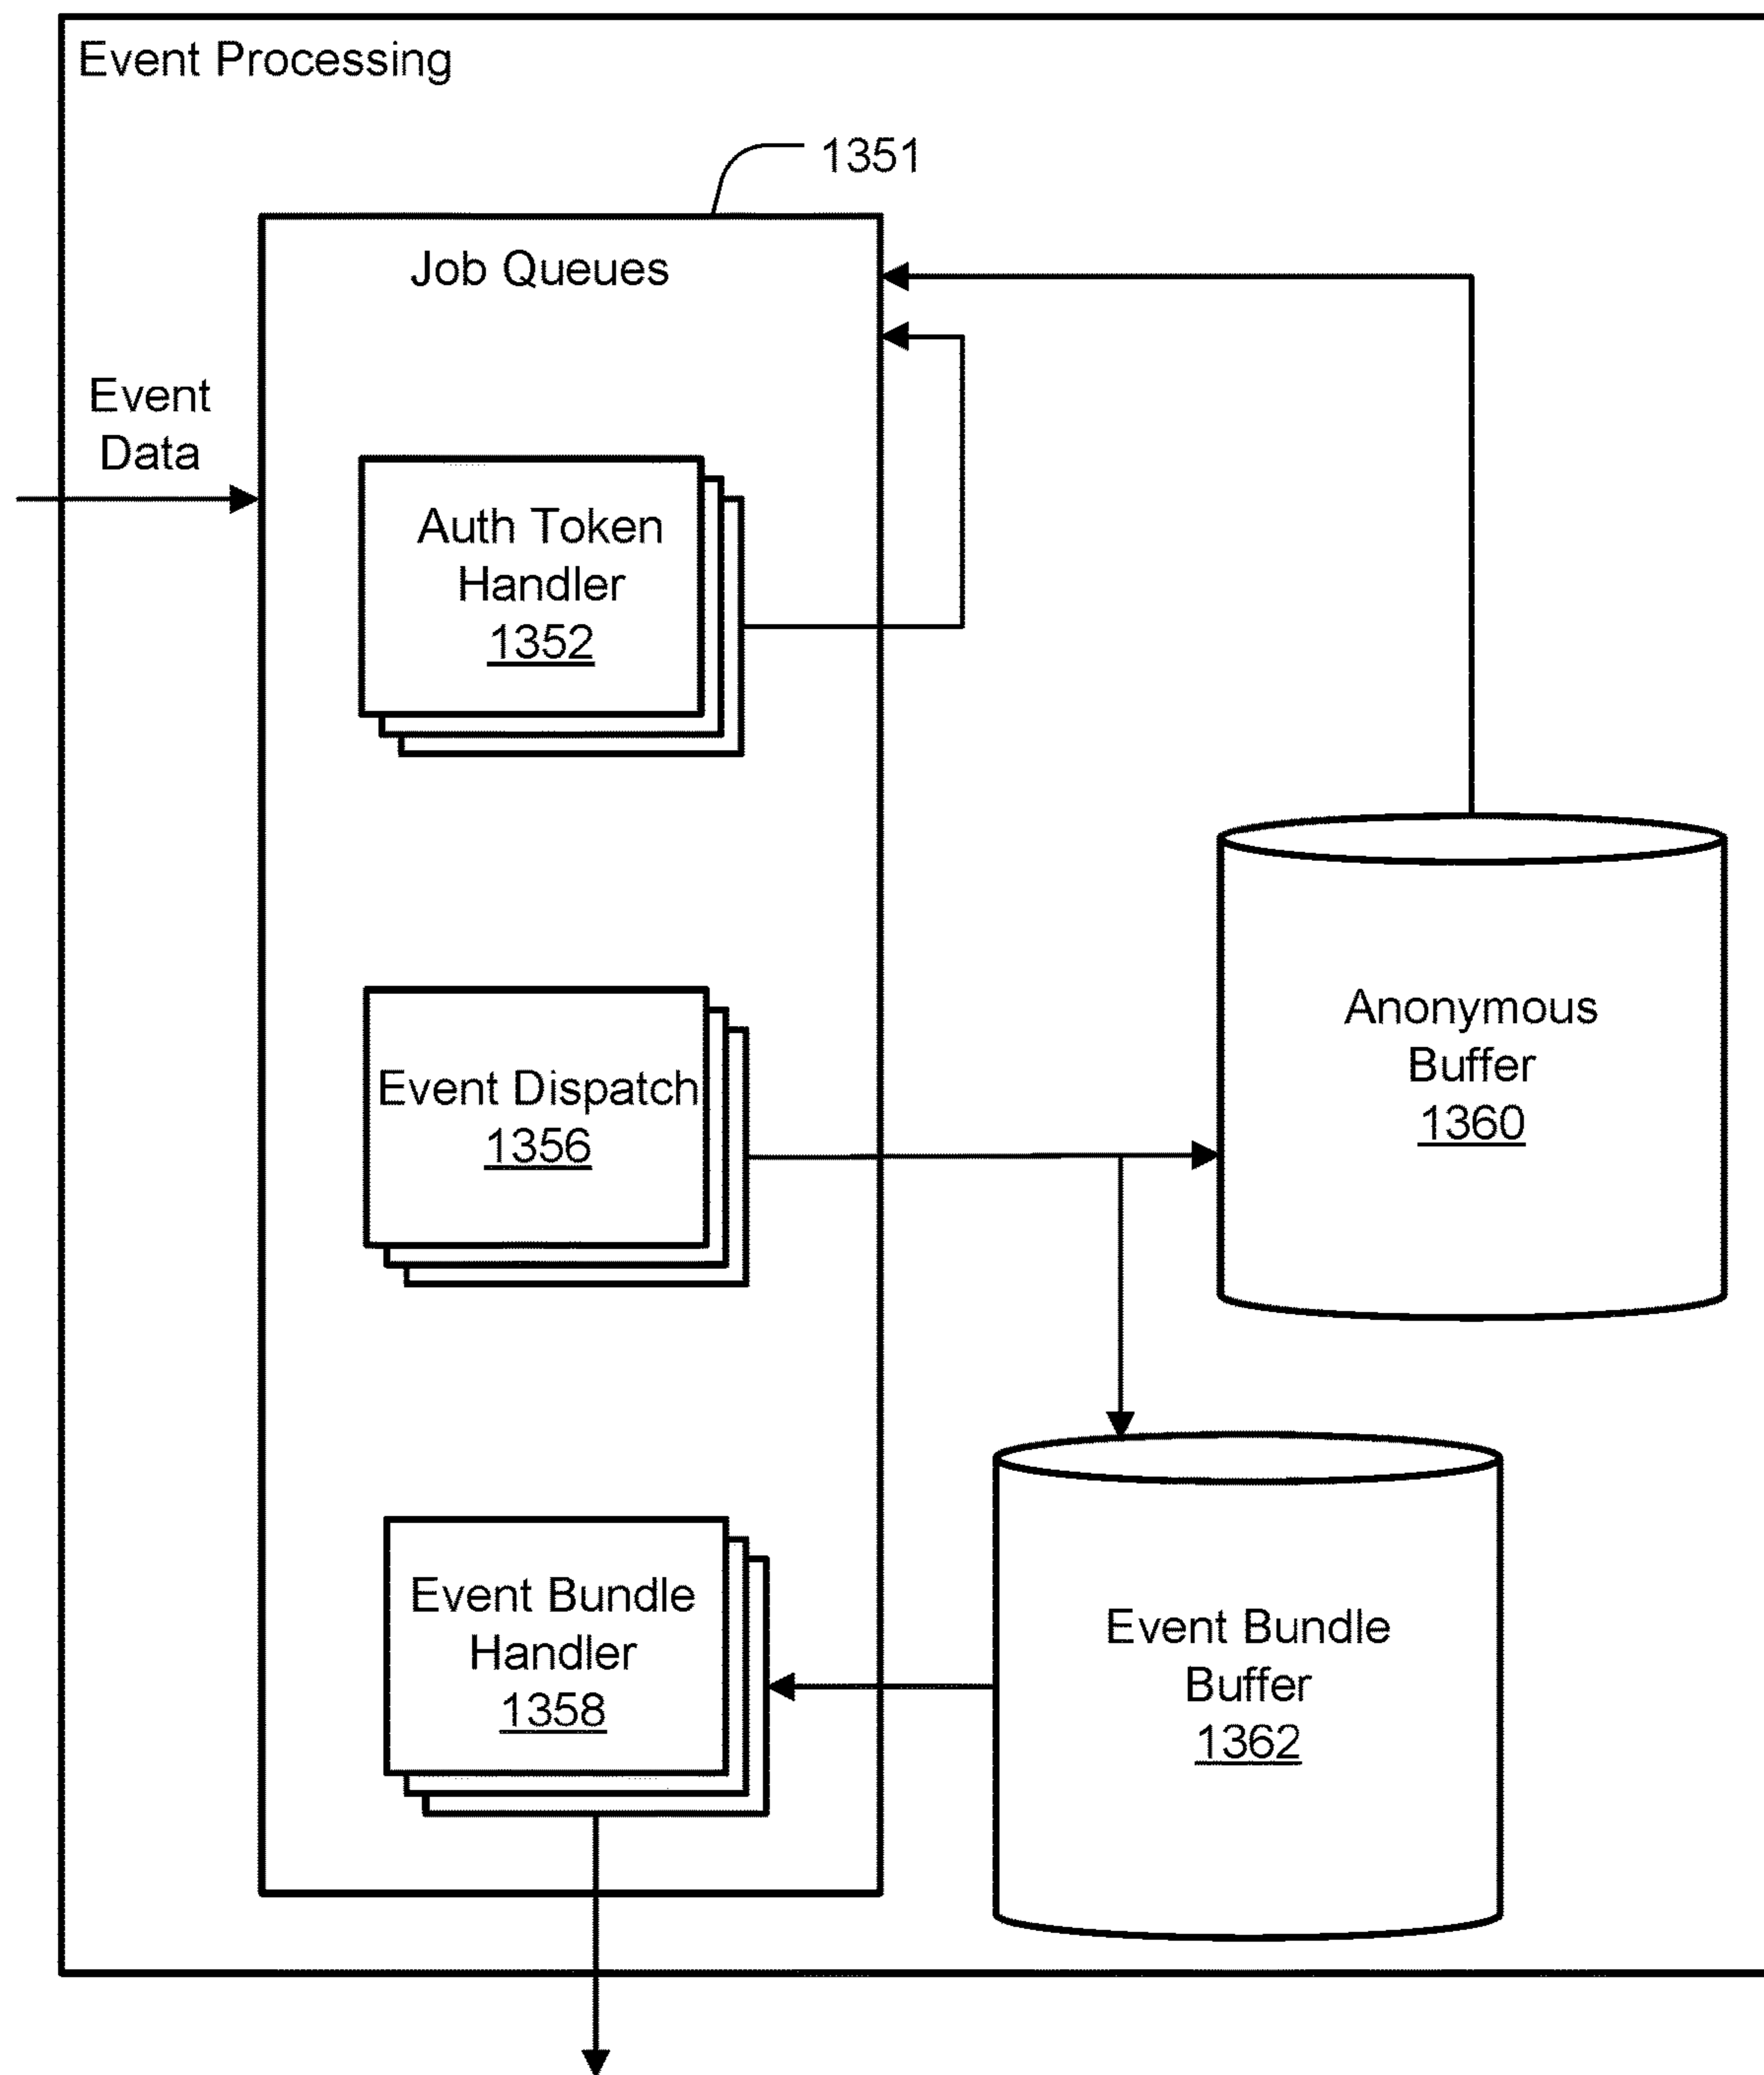 Event Processing
1351
Job Queues
Event
Data
Auth Token
Handler
1352
Anonymous
Buffer
1360
Event Dispatch
1356
Event Bundle
Handler
1358
Event Bundle
Buffer
1362